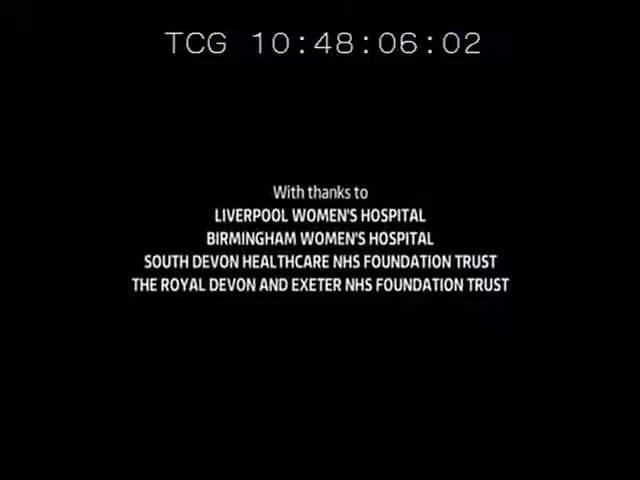 TCG 10:48:06:02
With thanks to
LIVERPOOL WOMEN'S HOSPITAL
BIRMINGHAM WOMEN'S HOSPITAL
SOUTH DEVON HEALTHCARE NHS FOUNDATION TRUST
THE ROYAL DEVON AND EXETER NHS FOUNDATION TRUST